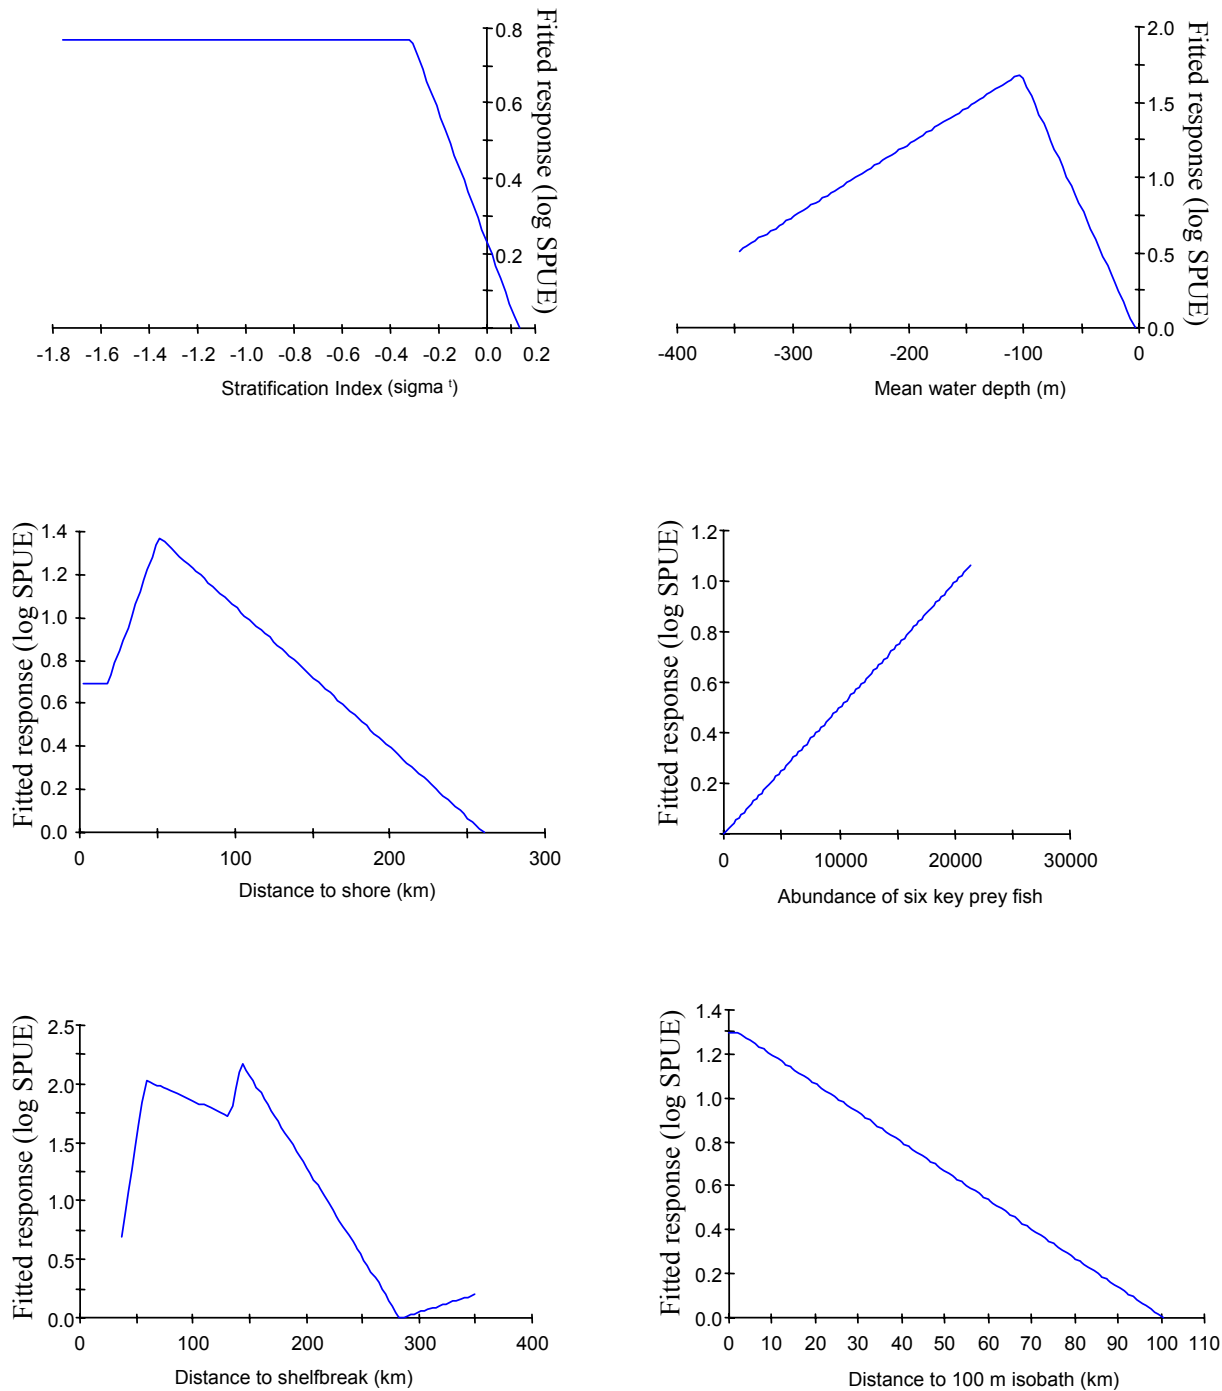 0.8
0.6
0.4
0.2
Fitted response (log SPUE)
-1.8 -1.6 -1.4 -1.2 -1.0 -0.8 -0.6 -0.4 -0.2 0.0 0.2
Stratification Index (sigma t)
2.0
1.5
1.0
0.5
0.0
Fitted response (log SPUE)
-400 -300 -200 -100 0
Mean water depth (m)
Fitted response (log SPUE)
1.4
1.2
1.0
0.8
0.6
0.4
0.2
0.0
0 100 200 300
Distance to shore (km)
Fitted response (log SPUE)
1.2
1.0
0.8
0.6
0.4
0.2
0 10000 20000 30000
Abundance of six key prey fish
Fitted response (log SPUE)
2.5
2.0
1.5
1.0
0.5
0.0
0 100 200 300 400
Distance to shelfbreak (km)
Fitted response (log SPUE)
1.4
1.2
1.0
0.8
0.6
0.4
0.2
0.0
0 10 20 30 40 50 60 70 80 90 100 110
Distance to 100 m isobath (km)